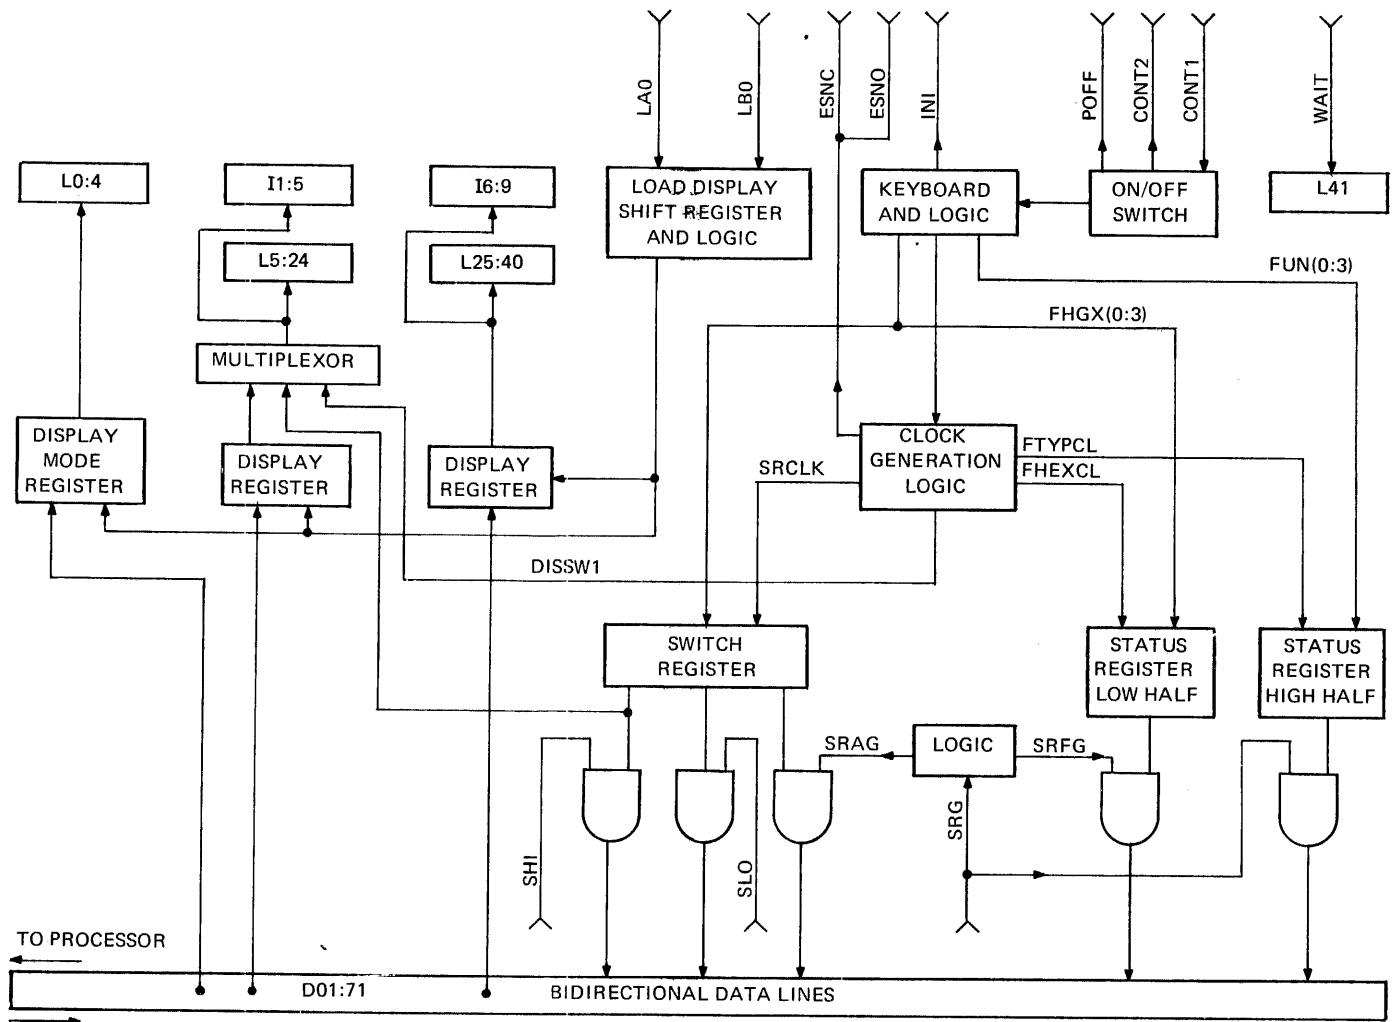 LA0
LB0
ESNC
ESNO
INI
POFF
CONT2
CONT1
WAIT
L0:4
I1:5
I6:9
LOAD DISPLAY
SHIFT REGISTER
AND LOGIC
KEYBOARD
AND LOGIC
ON/OFF
SWITCH
L41
L5:24
L25:40
FUN(0:3)
FHGX(0:3)
MULTIPLEXOR
DISPLAY
MODE
REGISTER
DISPLAY
REGISTER
DISPLAY
REGISTER
SRCLK
CLOCK
GENERATION
LOGIC
FTYPCL
FHEXCL
DISSW1
SWITCH
REGISTER
STATUS
REGISTER
LOW HALF
STATUS
REGISTER
HIGH HALF
SRAG
LOGIC
SRFG
SRG
SHI
SLO
TO PROCESSOR
D01:71
BIDIRECTIONAL DATA LINES